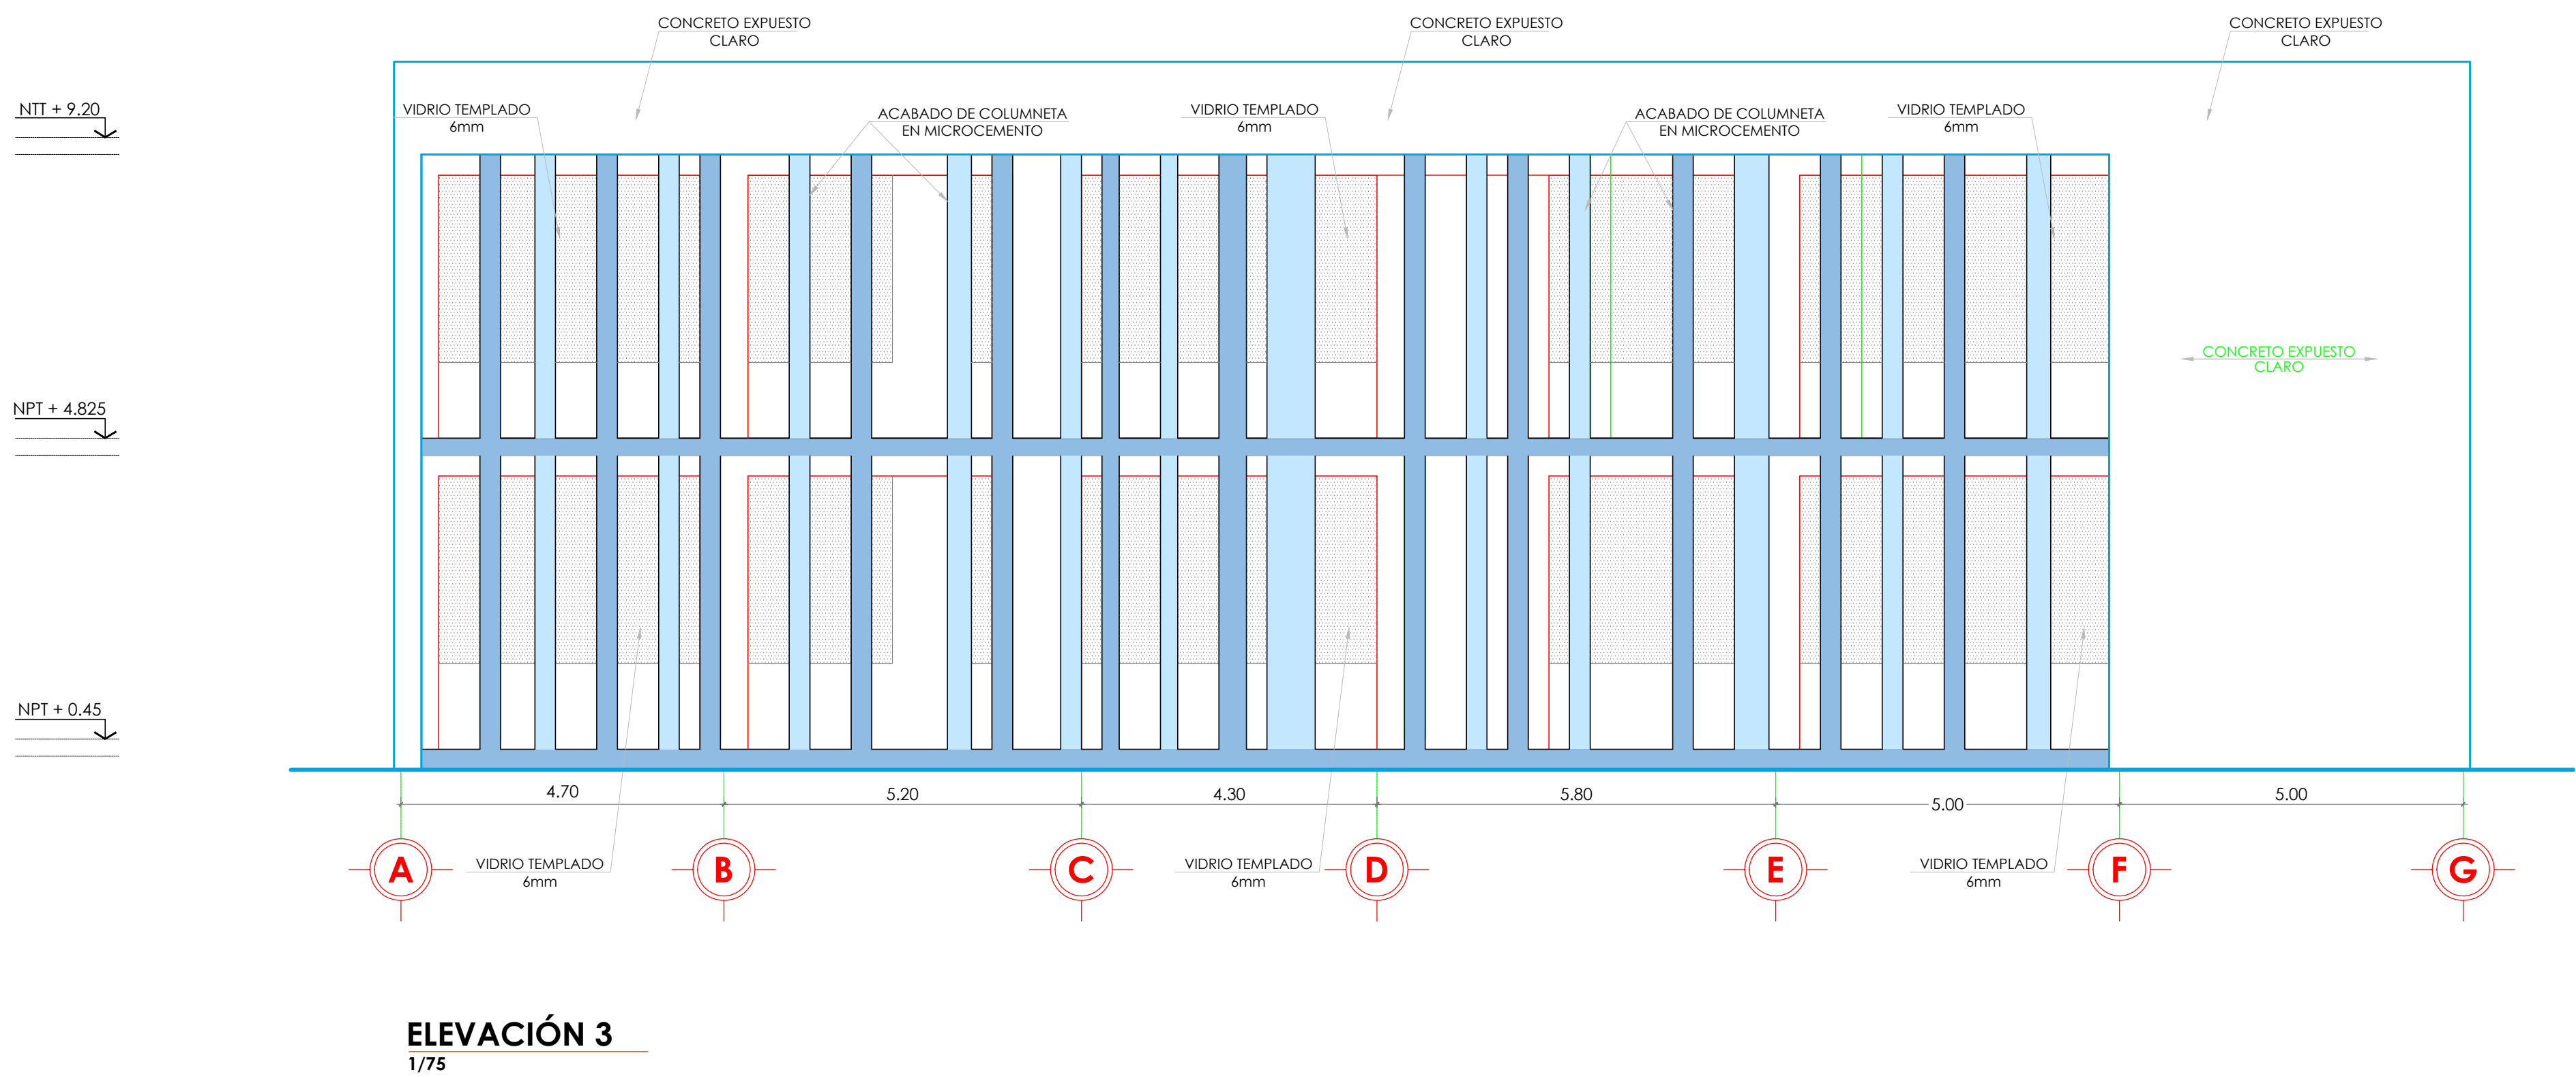 CONCRETO EXPUESTO
CLARO
CONCRETO EXPUESTO
CLARO
CONCRETO EXPUESTO
CLARO
NTT + 9.20
VIDRIO TEMPLADO
6mm
ACABADO DE COLUMNETA
EN MICROCEMENTO
VIDRIO TEMPLADO
6mm
ACABADO DE COLUMNETA
EN MICROCEMENTO
VIDRIO TEMPLADO
6mm
CONCRETO EXPUESTO
CLARO
NPT + 4.825
NPT + 0.45
4.70
5.20
4.30
5.80
5.00
5.00
A
B
C
D
E
F
G
VIDRIO TEMPLADO
6mm
VIDRIO TEMPLADO
6mm
VIDRIO TEMPLADO
6mm
ELEVACIÓN 3
1/75